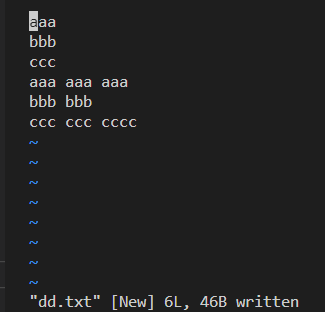 aaa
bbb
ccc
aaa aaa aaa
bbb bbb
ccc ccc cccc
~
~
~
~
~
~
~
~
"dd.txt" [New] 6L, 46B written